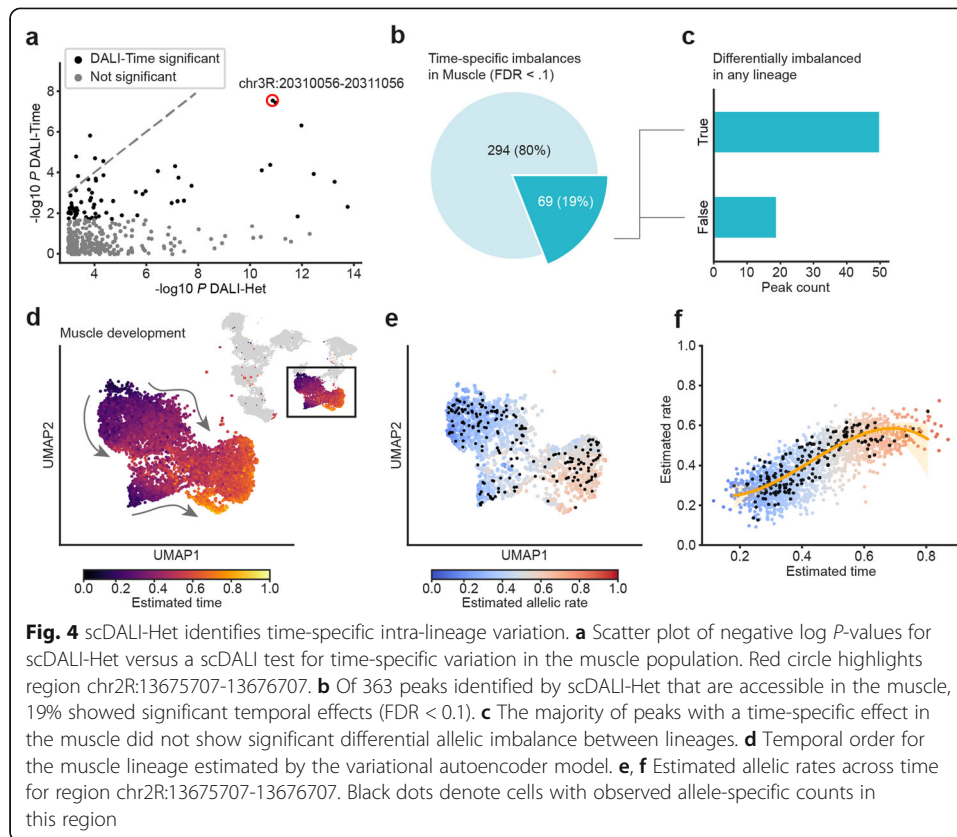 a
DALI-Time significant
Not significant
chr3R:20310056-20311056
-log10 P DALI-Time
8
6
4
2
0
4 6 8 10 12 14
-log10 P DALI-Het
b
Time-specific imbalances
in Muscle (FDR < .1)
294 (80%)
69 (19%)
c
Differentially imbalanced
in any lineage
True
False
0 10 20 30 40 50
Peak count
d
Muscle development
UMAP2
UMAP1
0.0 0.2 0.4 0.6 0.8 1.0
Estimated time
e
UMAP2
UMAP1
0.0 0.2 0.4 0.6 0.8 1.0
Estimated allelic rate
f
Estimated rate
1.0
0.8
0.6
0.4
0.2
0.0
0.2 0.4 0.6 0.8
Estimated time
Fig. 4 scDALI-Het identifies time-specific intra-lineage variation. a Scatter plot of negative log P-values for
scDALI-Het versus a scDALI test for time-specific variation in the muscle population. Red circle highlights
region chr2R:13675707-13676707. b Of 363 peaks identified by scDALI-Het that are accessible in the muscle,
19% showed significant temporal effects (FDR < 0.1). c The majority of peaks with a time-specific effect in
the muscle did not show significant differential allelic imbalance between lineages. d Temporal order for
the muscle lineage estimated by the variational autoencoder model. e, f Estimated allelic rates across time
for region chr2R:13675707-13676707. Black dots denote cells with observed allele-specific counts in
this region